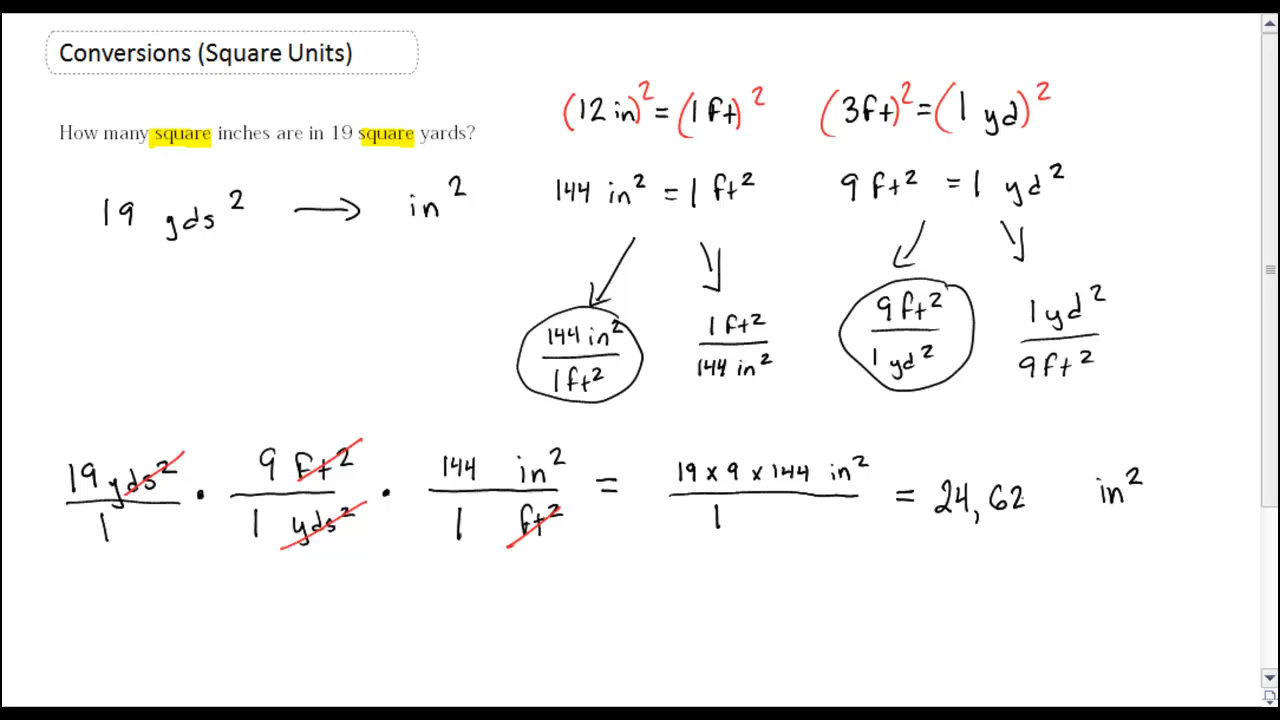 Conversions (Square Units)
How many square inches are in 19 square yards?
19 yds² → in²
(12 in)² = (1 ft)²
144 in² = 1 ft²
144 in² / 1 ft²
1 ft² / 144 in²
(3ft)² = (1 yd)²
9 ft² = 1 yd²
9 ft² / 1 yd²
1 yd² / 9 ft²
19 yds² / 1 · 9 ft² / 1 yds² · 144 in² / 1 ft² = 19 x 9 x 144 in² / 1 = 24,62 in²